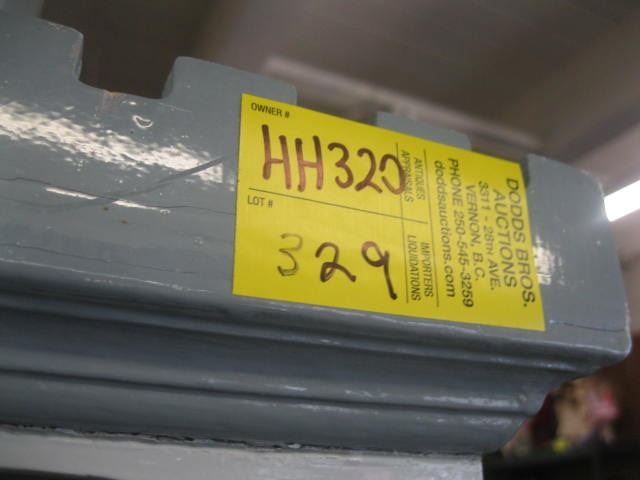 OWNER #
HH320
LOT #
329
ANTIQUES
APPRAISALS
IMPORTERS
LIQUIDATIONS
DODDS BROS.
AUCTIONS
3311 - 28TH AVE.
VERNON, B.C.
PHONE 250-545-3259
doddsauctions.com